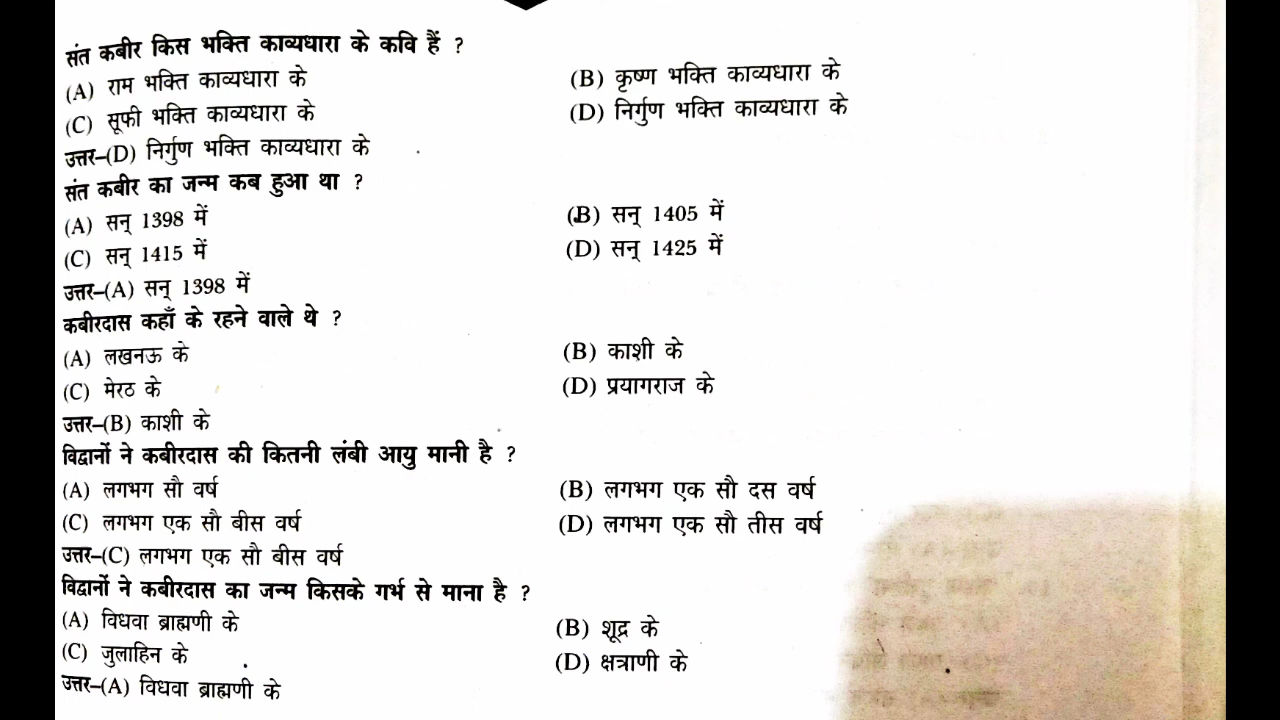 संत कबीर किस भक्ति काव्यधारा के कवि हैं ?
(A) राम भक्ति काव्यधारा के (B) कृष्ण भक्ति काव्यधारा के
(C) सूफी भक्ति काव्यधारा के (D) निर्गुण भक्ति काव्यधारा के
उत्तर–(D) निर्गुण भक्ति काव्यधारा के
संत कबीर का जन्म कब हुआ था ?
(A) सन् 1398 में (B) सन् 1405 में
(C) सन् 1415 में (D) सन् 1425 में
उत्तर–(A) सन् 1398 में
कबीरदास कहाँ के रहने वाले थे ?
(A) लखनऊ के (B) काशी के
(C) मेरठ के (D) प्रयागराज के
उत्तर–(B) काशी के
विद्वानों ने कबीरदास की कितनी लंबी आयु मानी है ?
(A) लगभग सौ वर्ष (B) लगभग एक सौ दस वर्ष
(C) लगभग एक सौ बीस वर्ष (D) लगभग एक सौ तीस वर्ष
उत्तर–(C) लगभग एक सौ बीस वर्ष
विद्वानों ने कबीरदास का जन्म किसके गर्भ से माना है ?
(A) विधवा ब्राह्मणी के (B) शूद्र के
(C) जुलाहिन के (D) क्षत्राणी के
उत्तर–(A) विधवा ब्राह्मणी के